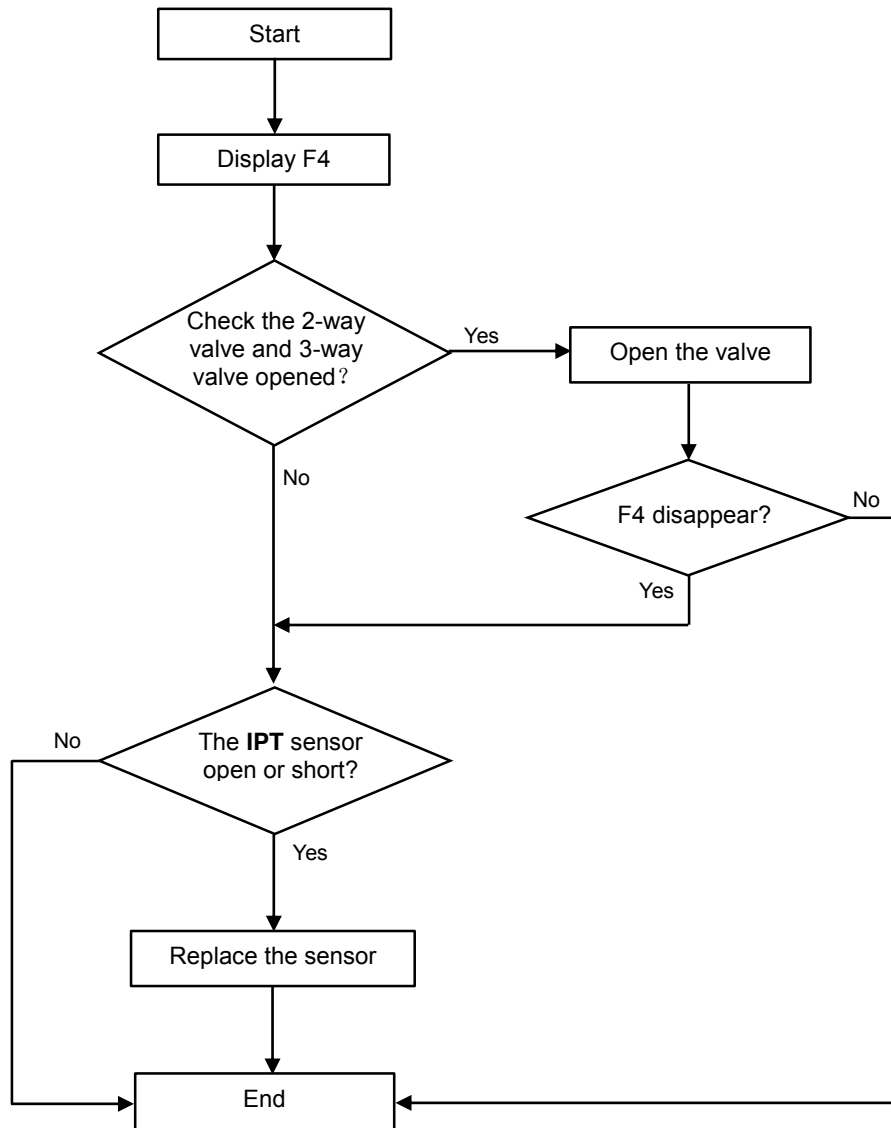 Start
Display F4
Check the 2-way
valve and 3-way
valve opened？
Yes
Open the valve
No
F4 disappear?
No
Yes
No
The IPT sensor
open or short?
Yes
Replace the sensor
End